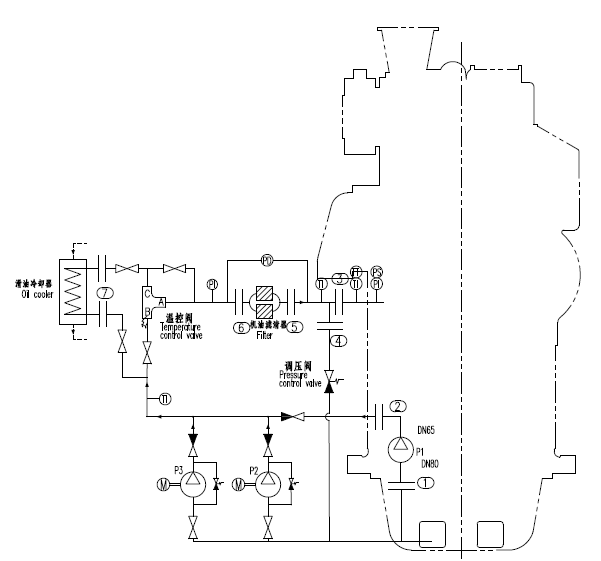 PD
TT
PS
滑油冷却器
Oil cooler
C
A
B
PI
TI
3
TI
PI
7
温控阀
Temperature
control valve
6
机油滤清器
Filter
5
4
调压阀
Pressure
control valve
TI
2
DN65
P1
DN80
P3
P2
M
M
1